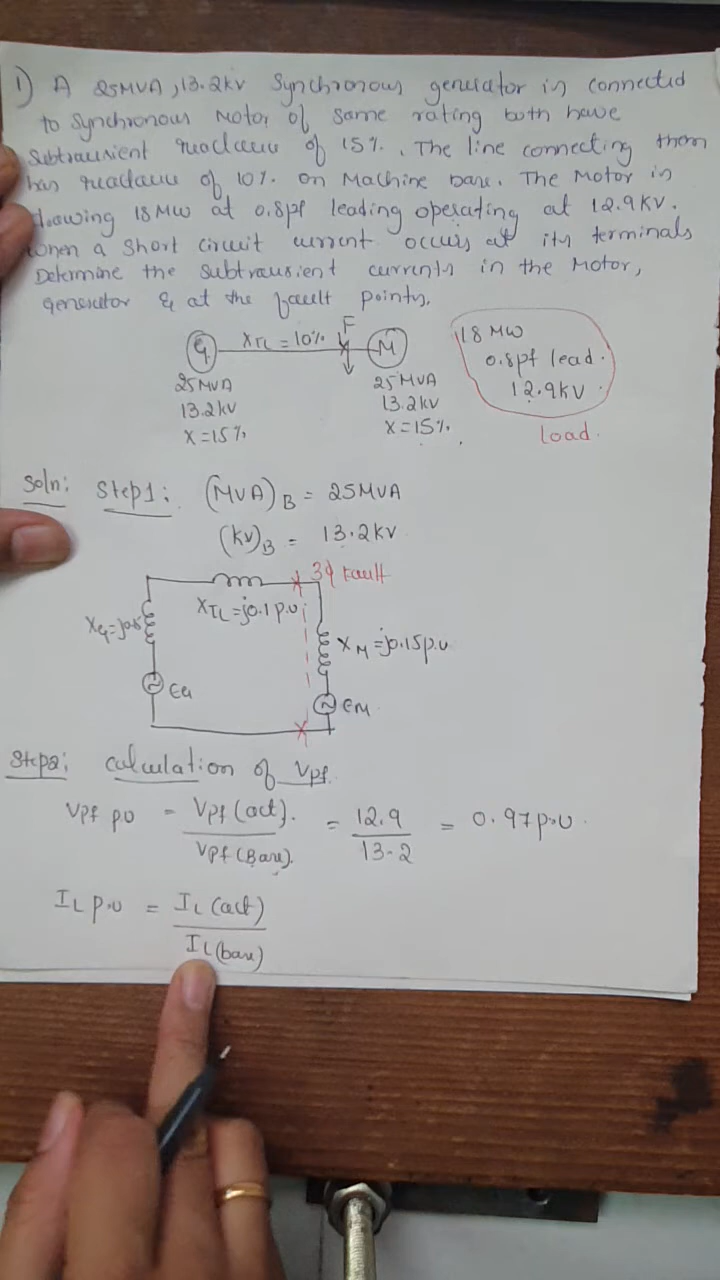 1) A 25MVA, 13.2kv Synchronous generator is connected
to Synchronous Motor of same rating both have
Subtransient reactance of 15%. The line connecting them
has reactance of 10% on Machine base. The Motor is
drawing 18MW at 0.8pf leading operating at 12.9KV.
When a Short Circuit current occurs at its terminals
Determine the Subtransient currents in the Motor,
generator & at the fault points.
F
G XTL = 10% M
25MVA
13.2kv
X = 15%
25MVA
13.2kv
X = 15%
18 MW
0.8pf lead.
12.9KV
load.
Soln: Step1: (MVA)B = 25MVA
(KV)B = 13.2KV
3φ fault
XTL = j0.1 p.u
XM = j0.15p.u
EG
EM
Step2: Calculation of Vpf.
Vpf pu = Vpf (act). / Vpf (Base). = 12.9 / 13.2 = 0.97p.u.
IL p.u = IL (act) / IL (base)